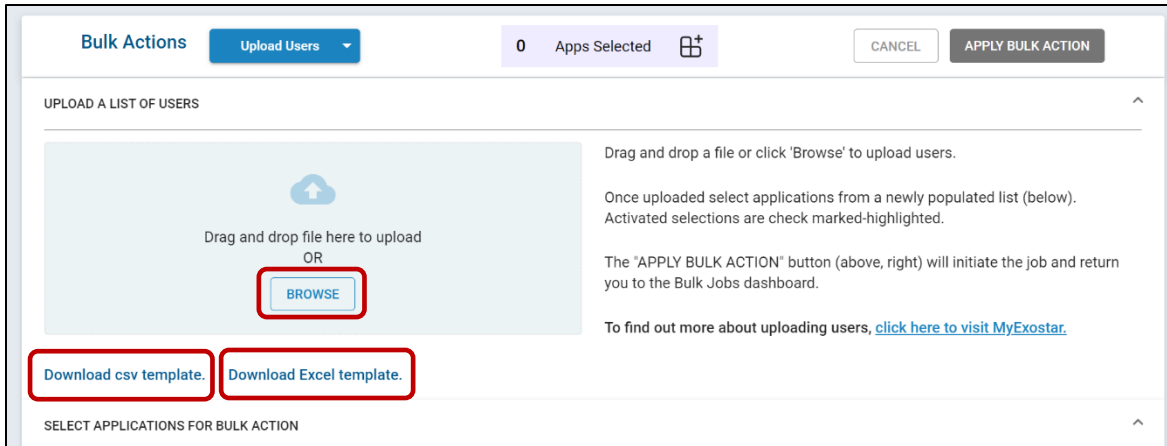 Bulk Actions
Upload Users
0 Apps Selected
CANCEL
APPLY BULK ACTION
UPLOAD A LIST OF USERS
Drag and drop file here to upload
OR
BROWSE
Drag and drop a file or click 'Browse' to upload users.
Once uploaded select applications from a newly populated list (below).
Activated selections are check marked-highlighted.
The "APPLY BULK ACTION" button (above, right) will initiate the job and return
you to the Bulk Jobs dashboard.
To find out more about uploading users, click here to visit MyExostar.
Download csv template.
Download Excel template.
SELECT APPLICATIONS FOR BULK ACTION